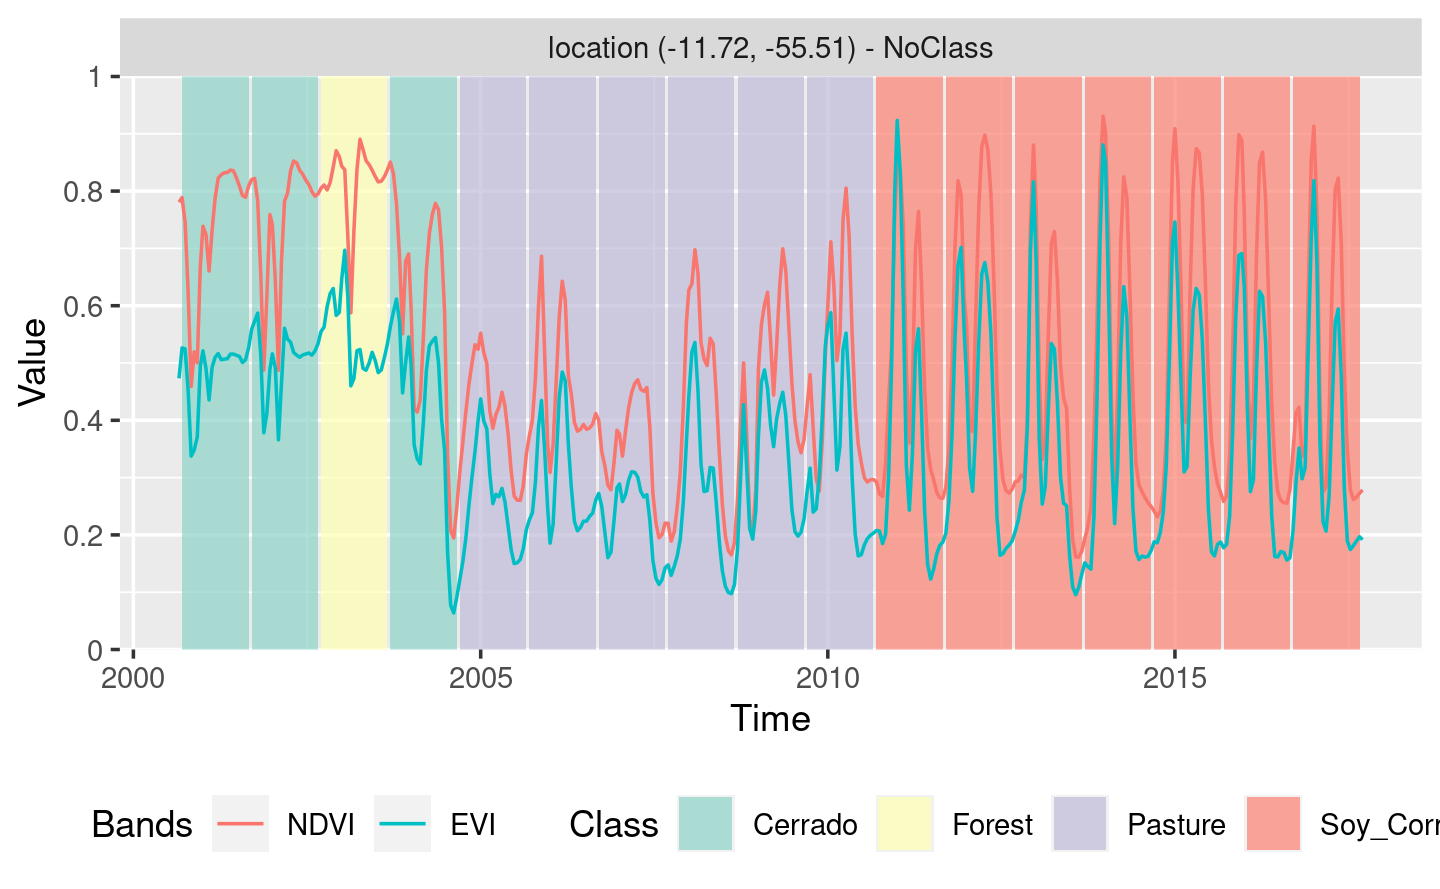 location (-11.72, -55.51) - NoClass
1
0.8
0.6
0.4
0.2
0
Value
2000 2005 2010 2015
Time
Bands NDVI EVI Class Cerrado Forest Pasture Soy_Corn